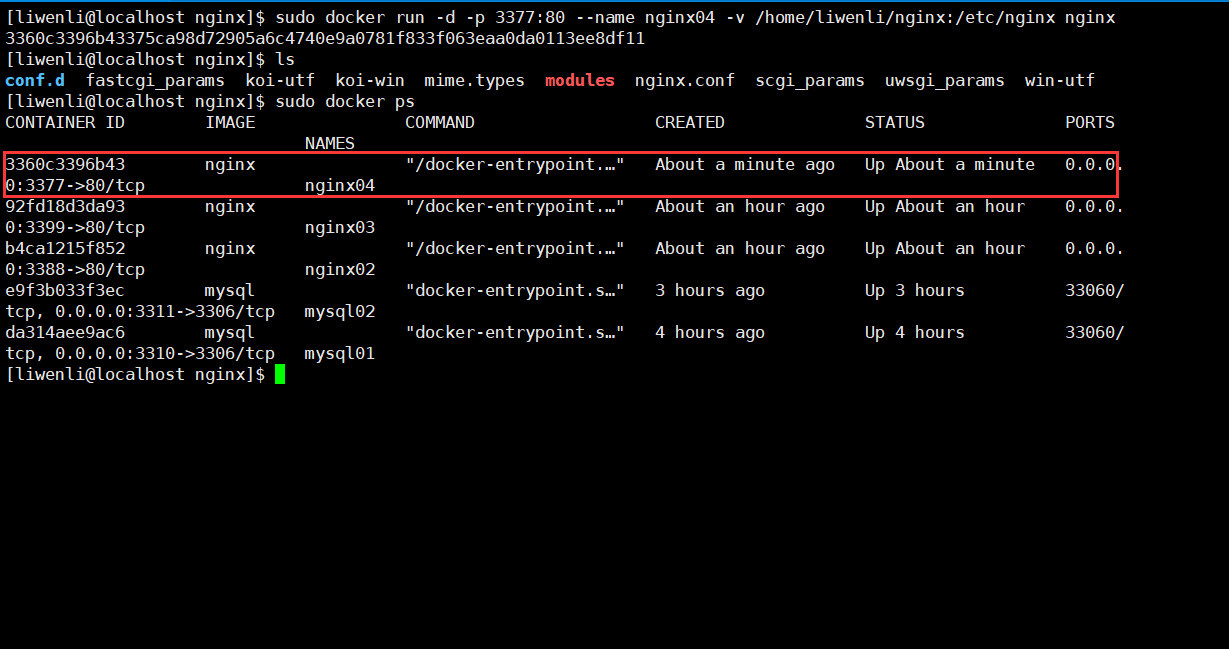 [liwenli@localhost nginx]$ sudo docker run -d -p 3377:80 --name nginx04 -v /home/liwenli/nginx:/etc/nginx nginx
3360c3396b43375ca98d72905a6c4740e9a0781f833f063eaa0da0113ee8df11
[liwenli@localhost nginx]$ ls
conf.d  fastcgi_params  koi-utf  koi-win  mime.types  modules  nginx.conf  scgi_params  uwsgi_params  win-utf
[liwenli@localhost nginx]$ sudo docker ps
CONTAINER ID        IMAGE               COMMAND                  CREATED              STATUS              PORTS
                              NAMES
3360c3396b43        nginx               "/docker-entrypoint.…"   About a minute ago   Up About a minute   0.0.0.
0:3377->80/tcp                nginx04
92fd18d3da93        nginx               "/docker-entrypoint.…"   About an hour ago    Up About an hour    0.0.0.
0:3399->80/tcp                nginx03
b4ca1215f852        nginx               "/docker-entrypoint.…"   About an hour ago    Up About an hour    0.0.0.
0:3388->80/tcp                nginx02
e9f3b033f3ec        mysql               "docker-entrypoint.s…"   3 hours ago          Up 3 hours          33060/
tcp, 0.0.0.0:3311->3306/tcp   mysql02
da314aee9ac6        mysql               "docker-entrypoint.s…"   4 hours ago          Up 4 hours          33060/
tcp, 0.0.0.0:3310->3306/tcp   mysql01
[liwenli@localhost nginx]$